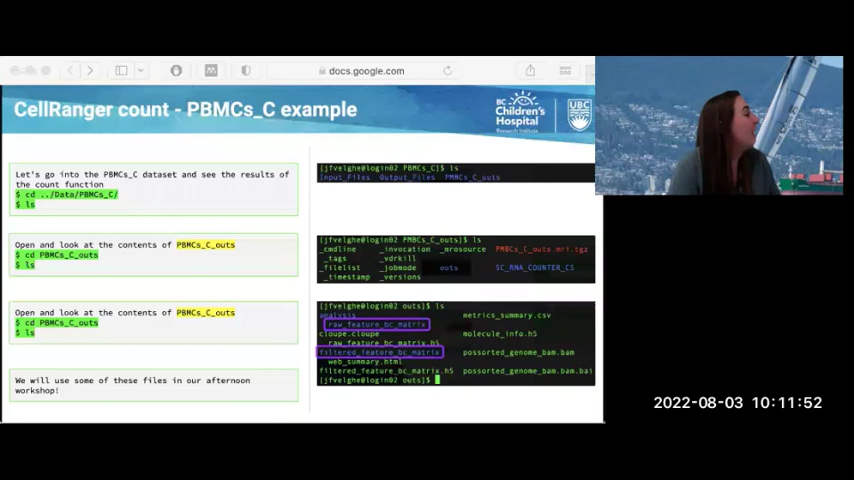 docs.google.com
CellRanger count - PBMCs_C example
BC
Children's
Hospital
Research Institute
UBC
Let's go into the PBMCs_C dataset and see the results of
the count function
$ cd ../Data/PBMCs_C/
$ ls
[jfvelghe@login02 PBMCs_C]$ ls
Input_Files Output_Files PBMCs_C_outs
Open and look at the contents of PBMCs_C_outs
$ cd PBMCs_C_outs
$ ls
[jfvelghe@login02 PBMCs_C_outs]$ ls
_cmdline _invocation _mrosource PBMCs_C_outs.mri.tgz
_tags _vdrkill
_filelist _jobmode outs SC_RNA_COUNTER_CS
_timestamp _versions
Open and look at the contents of PBMCs_C_outs
$ cd PBMCs_C_outs
$ ls
[jfvelghe@login02 outs]$ ls
analysis metrics_summary.csv
raw_feature_bc_matrix
cloupe.cloupe molecule_info.h5
raw_feature_bc_matrix.h5
filtered_feature_bc_matrix possorted_genome_bam.bam
web_summary.html
filtered_feature_bc_matrix.h5 possorted_genome_bam.bam.bai
[jfvelghe@login02 outs]$
We will use some of these files in our afternoon
workshop!
2022-08-03 10:11:52